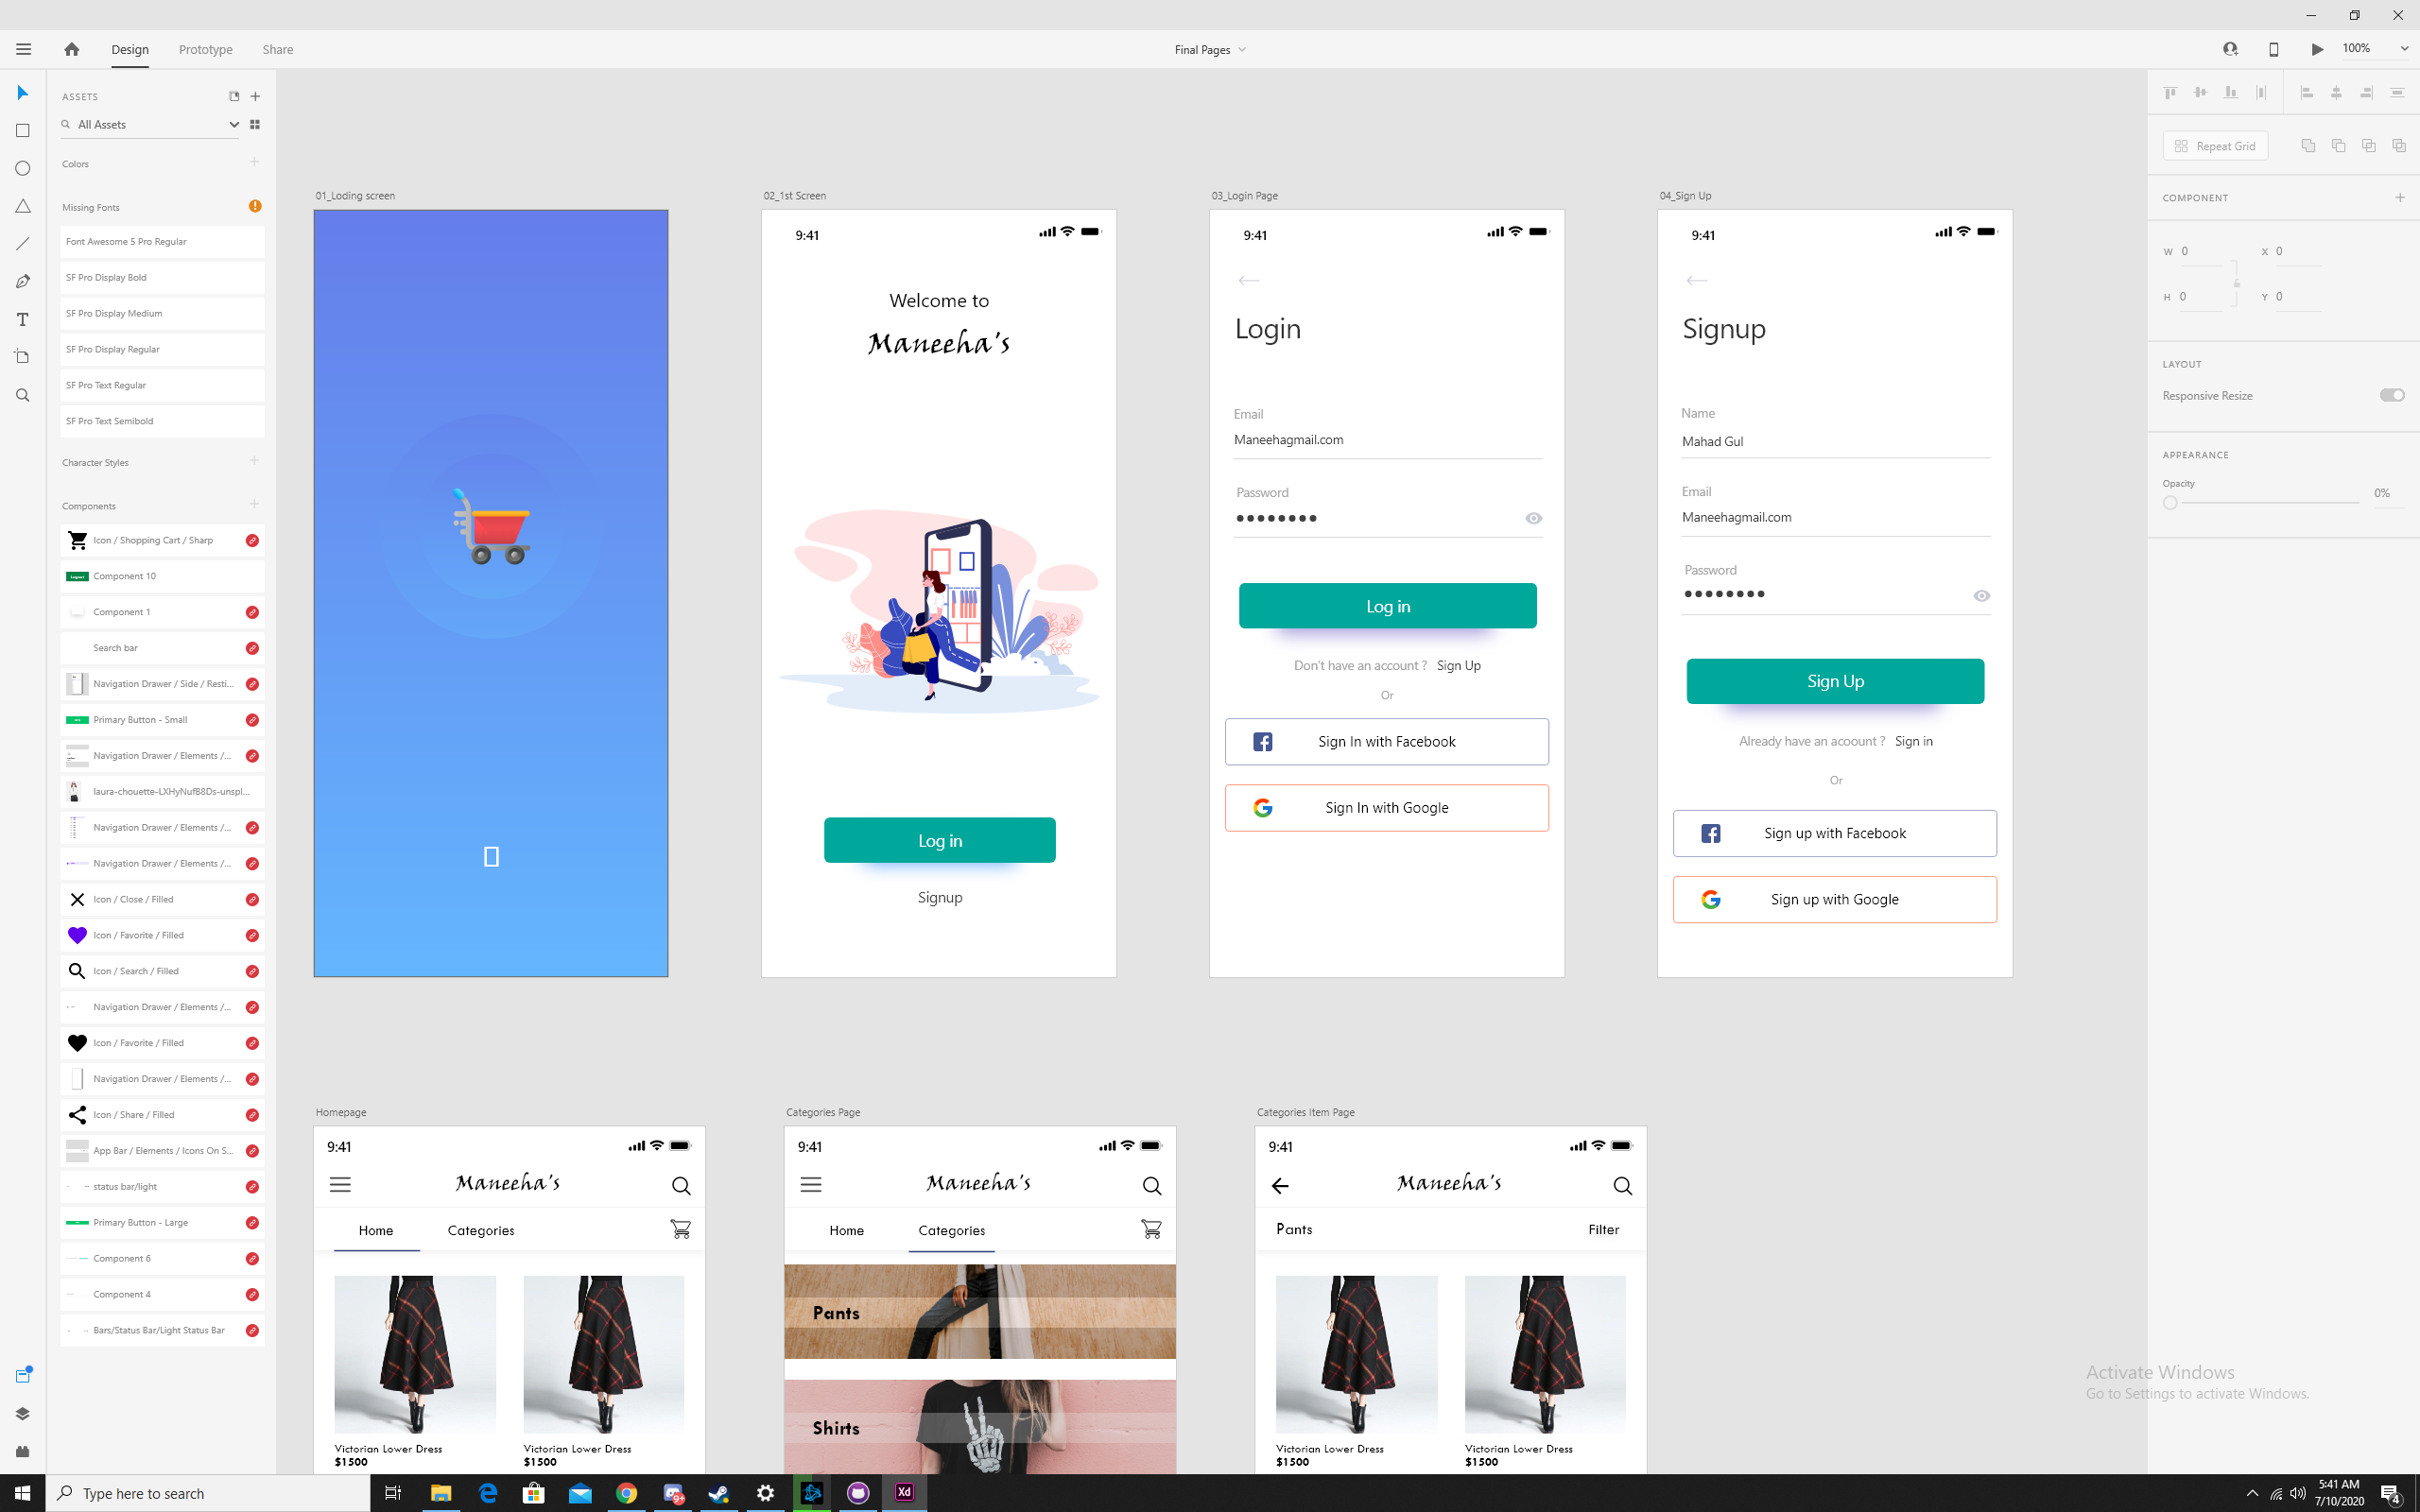 Design
Prototype
Share
Final Pages
100%
ASSETS
All Assets
Colors
Missing Fonts
Font Awesome 5 Pro Regular
SF Pro Display Bold
SF Pro Display Medium
SF Pro Display Regular
SF Pro Text Regular
SF Pro Text Semibold
Character Styles
Components
Icon / Shopping Cart / Sharp
Component 10
Component 1
Search bar
Navigation Drawer / Side / Resti...
Primary Button - Small
Navigation Drawer / Elements /...
laura-chouette-LXHyNufB8Ds-unspl...
Navigation Drawer / Elements /...
Navigation Drawer / Elements /...
Icon / Close / Filled
Icon / Favorite / Filled
Icon / Search / Filled
Navigation Drawer / Elements /...
Icon / Favorite / Filled
Navigation Drawer / Elements /...
Icon / Share / Filled
App Bar / Elements / Icons On S...
status bar/light
Primary Button - Large
Component 6
Component 4
Bars/Status Bar/Light Status Bar
01_Loding screen
02_1st Screen
9:41
Welcome to
Maneeha's
Log in
Signup
03_Login Page
9:41
Login
Email
Maneehagmail.com
Password
Log in
Don't have an account ? Sign Up
Or
Sign In with Facebook
Sign In with Google
04_Sign Up
9:41
Signup
Name
Mahad Gul
Email
Maneehagmail.com
Password
Sign Up
Already have an acoount ? Sign in
Or
Sign up with Facebook
Sign up with Google
Homepage
9:41
Maneeha's
Home
Categories
Victorian Lower Dress
$1500
Victorian Lower Dress
$1500
Categories Page
9:41
Maneeha's
Home
Categories
Pants
Shirts
Categories Item Page
9:41
Maneeha's
Pants
Filter
Victorian Lower Dress
$1500
Victorian Lower Dress
$1500
Repeat Grid
COMPONENT
W 0
X 0
H 0
Y 0
LAYOUT
Responsive Resize
APPEARANCE
Opacity
0%
Activate Windows
Go to Settings to activate Windows.
Type here to search
9+
Xd
5:41 AM
7/10/2020
4